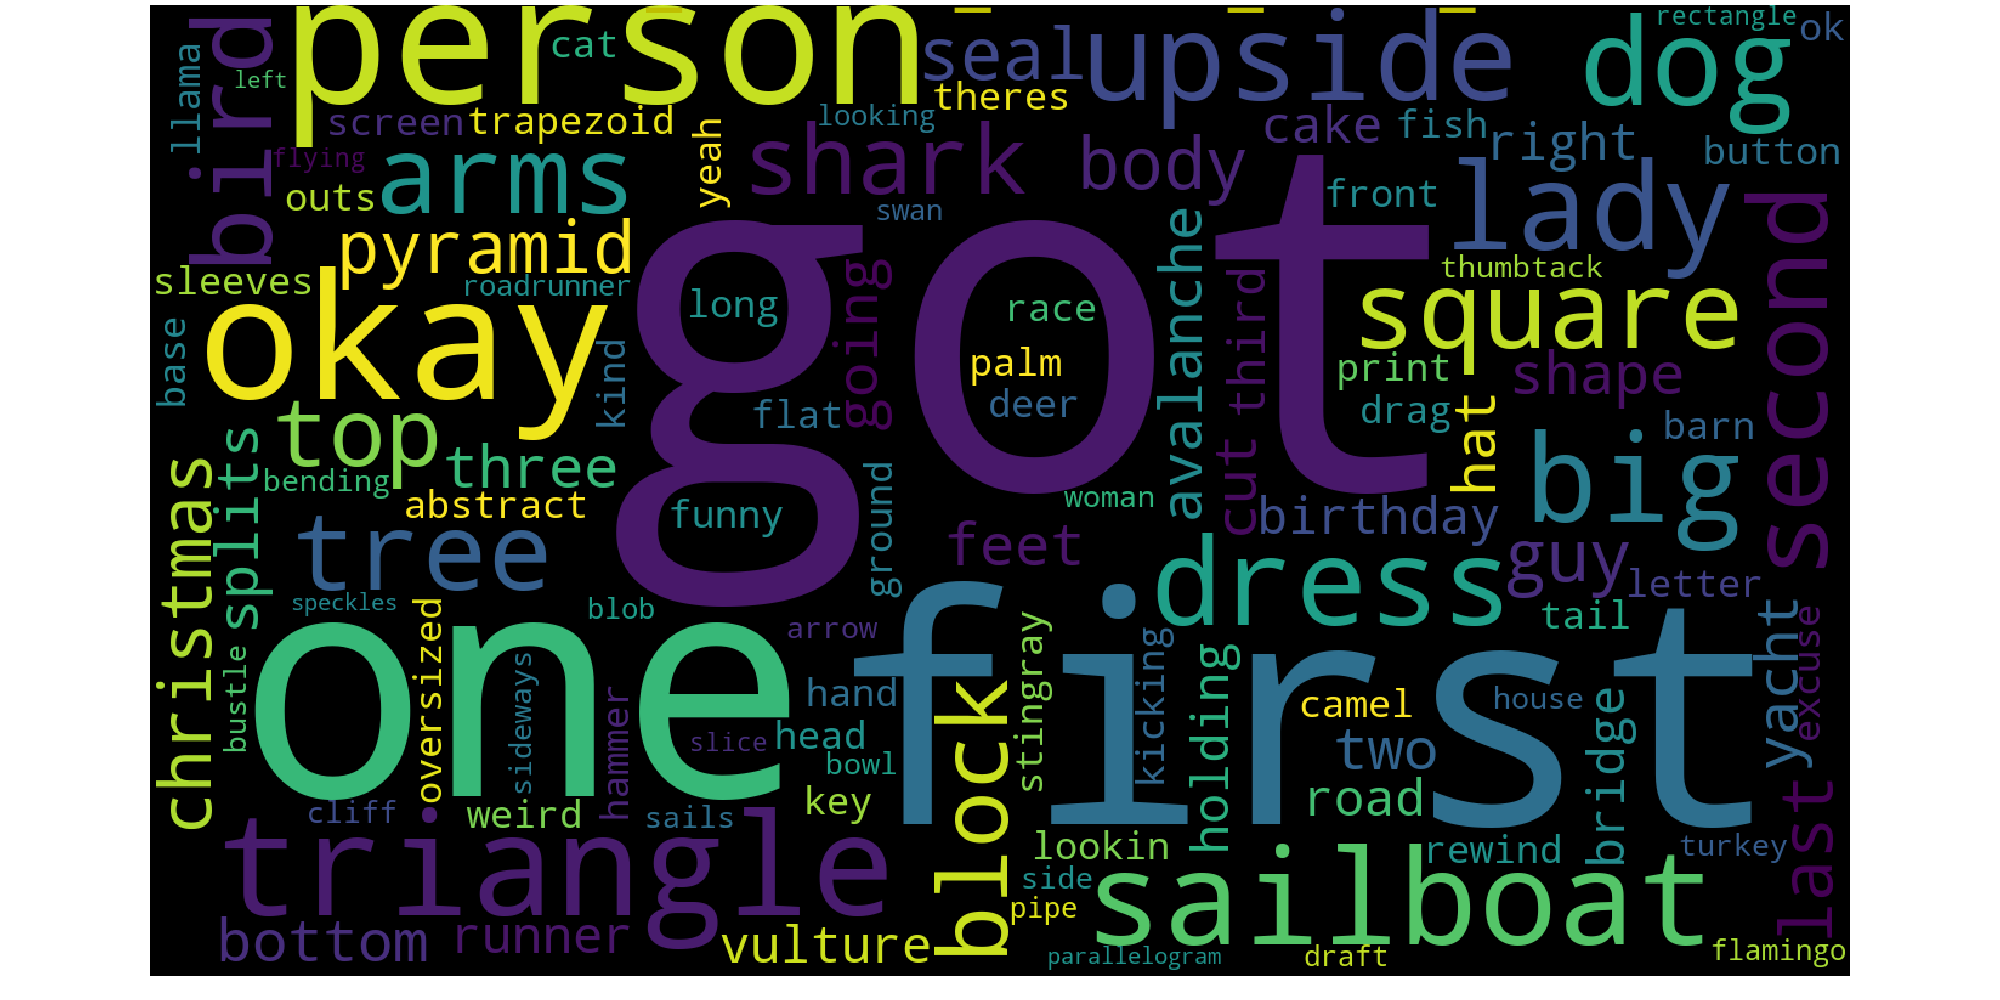 person
cat
seal
upside
dog
rectangle
ok
llama
left
bird
theres
screen
trapezoid
looking
cake
fish
right
button
flying
arms
yeah
shark
body
lady
outs
swan
front
second
pyramid
sleeves
roadrunner
okay
got
long
going
race
avalanche
third
thumbtack
square
base
kind
palm
print
shape
deer
flat
drag
hat
barn
top
three
splits
christmas
bending
abstract
funny
ground
woman
cut
birthday
big
tree
feet
dress
guy
letter
speckles
blob
oversized
arrow
stingray
tail
yacht
excuse
one
first
bustle
sideways
hammer
hand
block
kicking
holding
camel
house
bridge
slice
head
two
bowl
cliff
weird
sails
key
road
last
triangle
lookin
rewind
turkey
side
sailboat
bottom
runner
vulture
pipe
parallelogram
draft
flamingo